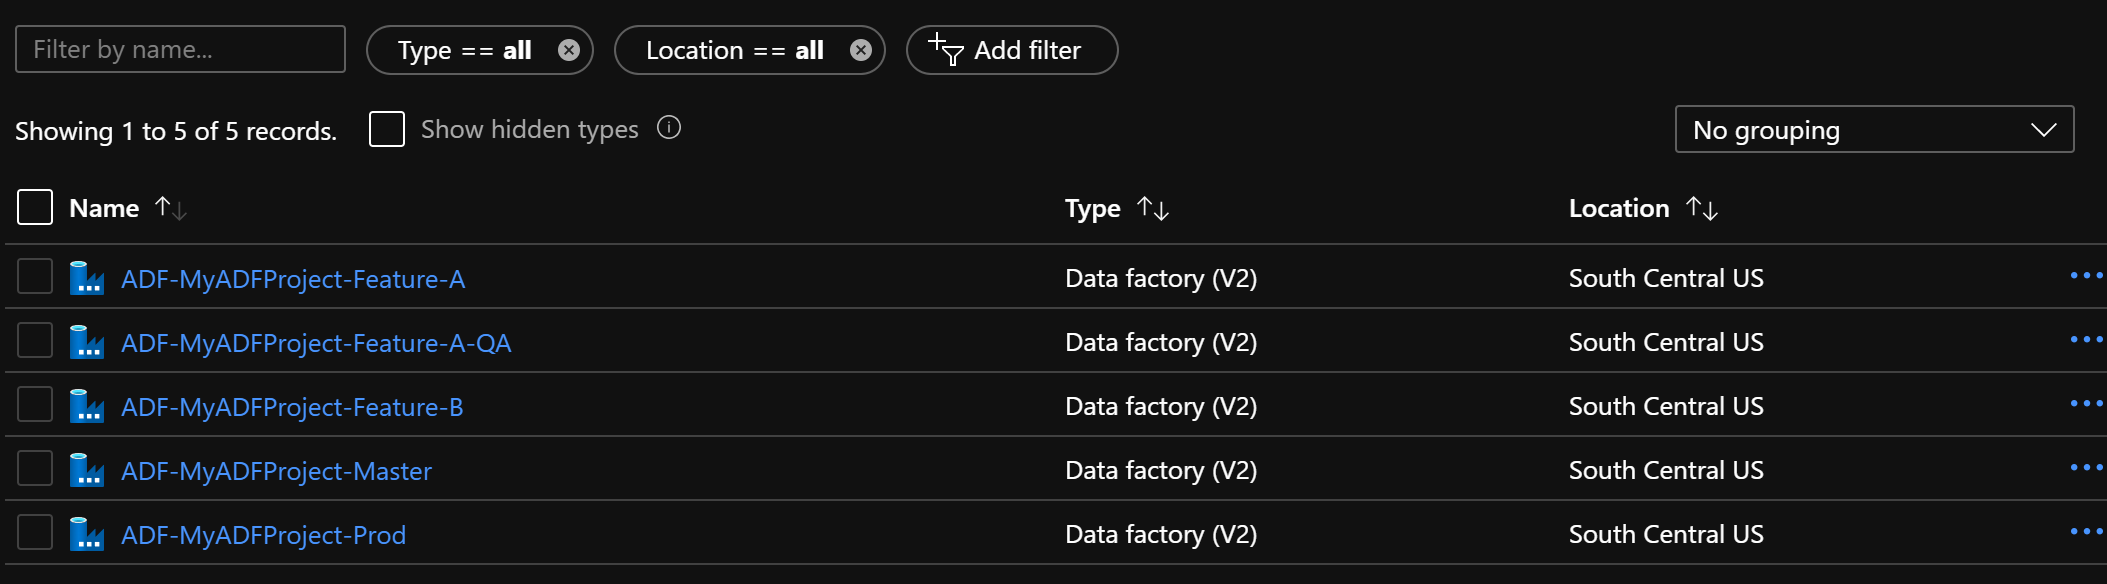 Filter by name...
Type == all
Location == all
Add filter
Showing 1 to 5 of 5 records.
Show hidden types
No grouping
Name Type Location
ADF-MyADFProject-Feature-A Data factory (V2) South Central US
ADF-MyADFProject-Feature-A-QA Data factory (V2) South Central US
ADF-MyADFProject-Feature-B Data factory (V2) South Central US
ADF-MyADFProject-Master Data factory (V2) South Central US
ADF-MyADFProject-Prod Data factory (V2) South Central US